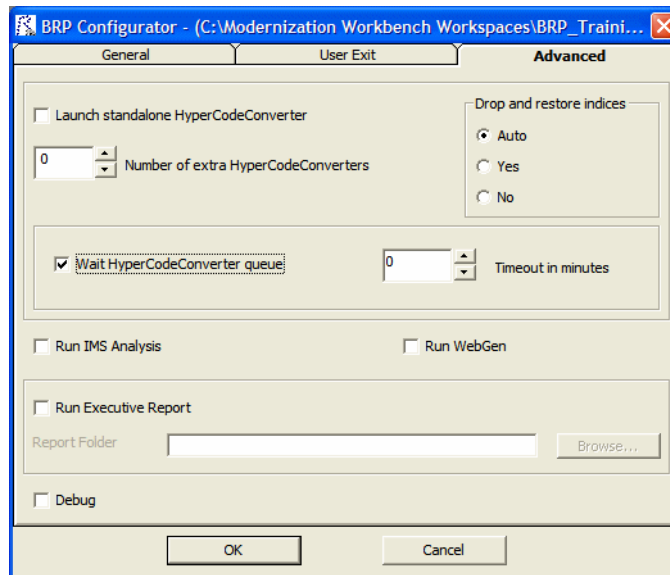 BRP Configurator - (C:\Modernization Workbench Workspaces\BRP_Traini...
General User Exit Advanced
Launch standalone HyperCodeConverter
0 Number of extra HyperCodeConverters
Drop and restore indices
Auto
Yes
No
Wait HyperCodeConverter queue 0 Timeout in minutes
Run IMS Analysis Run WebGen
Run Executive Report
Report Folder Browse...
Debug
OK Cancel